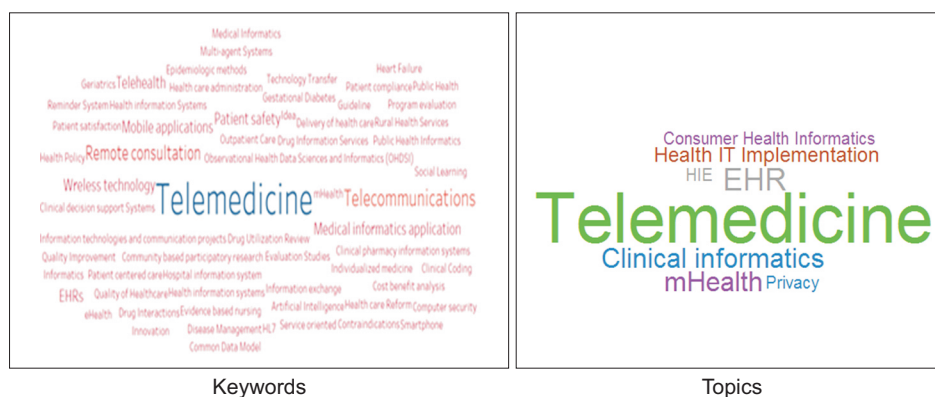 Medical Informatics
Multi-agent Systems
Epidemiologic methods
Heart Failure
Geriatrics Telehealth Health care administration Technology Transfer Patient compliance Public Health
Gestational Diabetes
Reminder System Health information Systems Guideline Program evaluation
Patient satisfaction Mobile applications Patient safety Idea Delivery of health care Rural Health Services
Outpatient Care Drug Information Services Public Health Informatics
Health Policy Remote consultation Observational Health Data Sciences and Informatics (OHDSI)
Social Learning
Wreless technology Telemedicine mHealth Telecommunications
Clinical decision support Systems
Medical informatics application
Information technologies and communication projects Drug Utilization Review
Quality Improvement Community based participatory research Evaluation Studies Clinical pharmacy information systems
Informatics Patient centered care Hospital information system Individualized medicine Clinical Coding
EHRs Quality of Healthcare Health information systems Information exchange Cost benefit analysis
eHealth Drug Interactions Evidence based nursing Artificial Intelligence Health care Reform Computer security
Innovation Disease Management HL7 Service oriented Contraindications Smartphone
Common Data Model
Keywords
Consumer Health Informatics
Health IT Implementation
HIE EHR
Telemedicine
Clinical informatics
mHealth Privacy
Topics